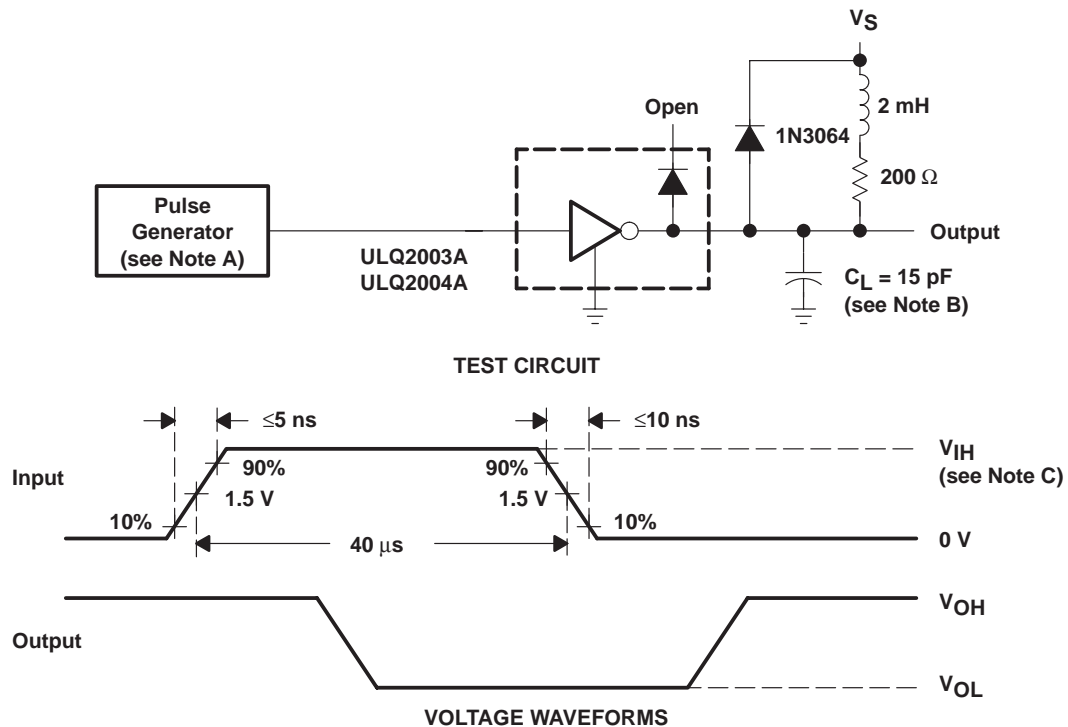 VS
2 mH
Open
1N3064
200 Ω
Pulse
Generator
(see Note A)
Output
ULQ2003A
ULQ2004A
CL = 15 pF
(see Note B)
TEST CIRCUIT
≤5 ns
≤10 ns
Input
90%
90%
VIH
(see Note C)
1.5 V
1.5 V
10%
10%
40 μs
0 V
VOH
Output
VOL
VOLTAGE WAVEFORMS